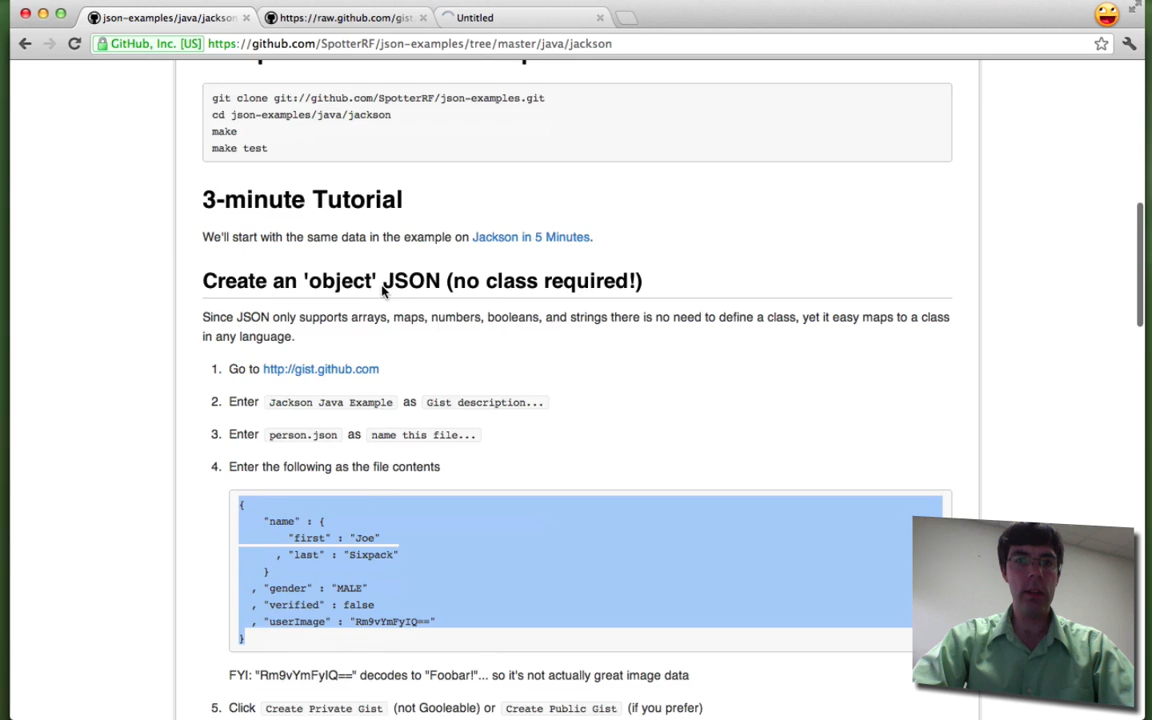 json-examples/java/jackson
https://raw.github.com/gist
Untitled
GitHub, Inc. [US]
https://github.com/SpotterRF/json-examples/tree/master/java/jackson
git clone git://github.com/SpotterRF/json-examples.git
cd json-examples/java/jackson
make
make test
3-minute Tutorial
We'll start with the same data in the example on Jackson in 5 Minutes.
Create an 'object' JSON (no class required!)
Since JSON only supports arrays, maps, numbers, booleans, and strings there is no need to define a class, yet it easy maps to a class
in any language.
1. Go to http://gist.github.com
2. Enter Jackson Java Example as Gist description...
3. Enter person.json as name this file...
4. Enter the following as the file contents
{
"name" : {
"first" : "Joe"
, "last" : "Sixpack"
}
, "gender" : "MALE"
, "verified" : false
, "userImage" : "Rm9vYmFyIQ=="
}
FYI: "Rm9vYmFyIQ==" decodes to "Foobar!"... so it's not actually great image data
5. Click Create Private Gist (not Gooleable) or Create Public Gist (if you prefer)